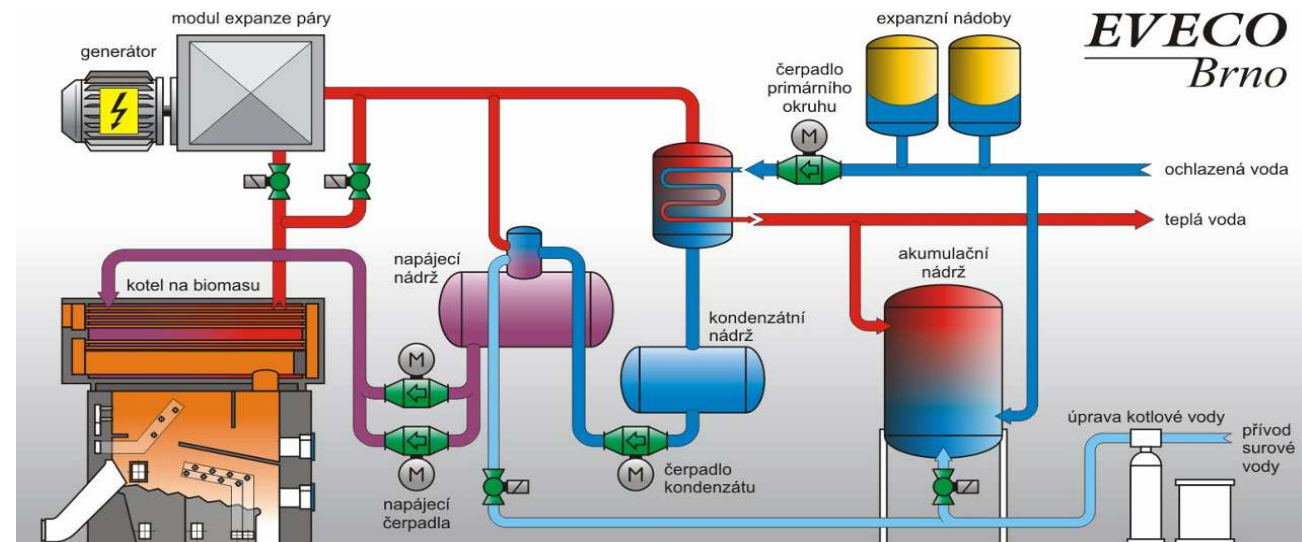 modul expanze páry
generátor
expanzní nádoby
EVECO
Brno
čerpadlo
primárního
okruhu
M
ochlazená voda
teplá voda
napájecí
nádrž
akumulační
nádrž
kotel na biomasu
kondenzátní
nádrž
M
úprava kotlové vody
přívod
surové
vody
M
M
čerpadlo
kondenzátu
napájecí
čerpadla